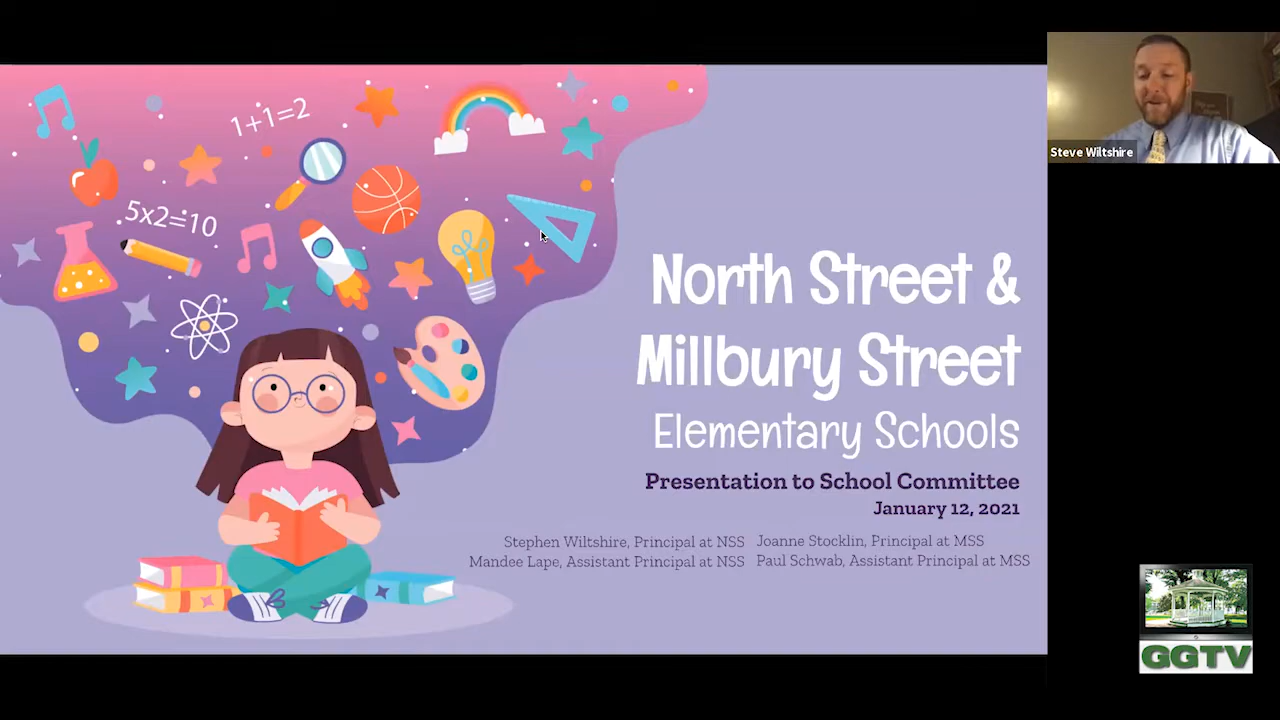 1+1=2
5x2=10
Steve Wiltshire
North Street &
Millbury Street
Elementary Schools
Presentation to School Committee
January 12, 2021
Stephen Wiltshire, Principal at NSS
Mandee Lape, Assistant Principal at NSS
Joanne Stocklin, Principal at MSS
Paul Schwab, Assistant Principal at MSS
GGTV